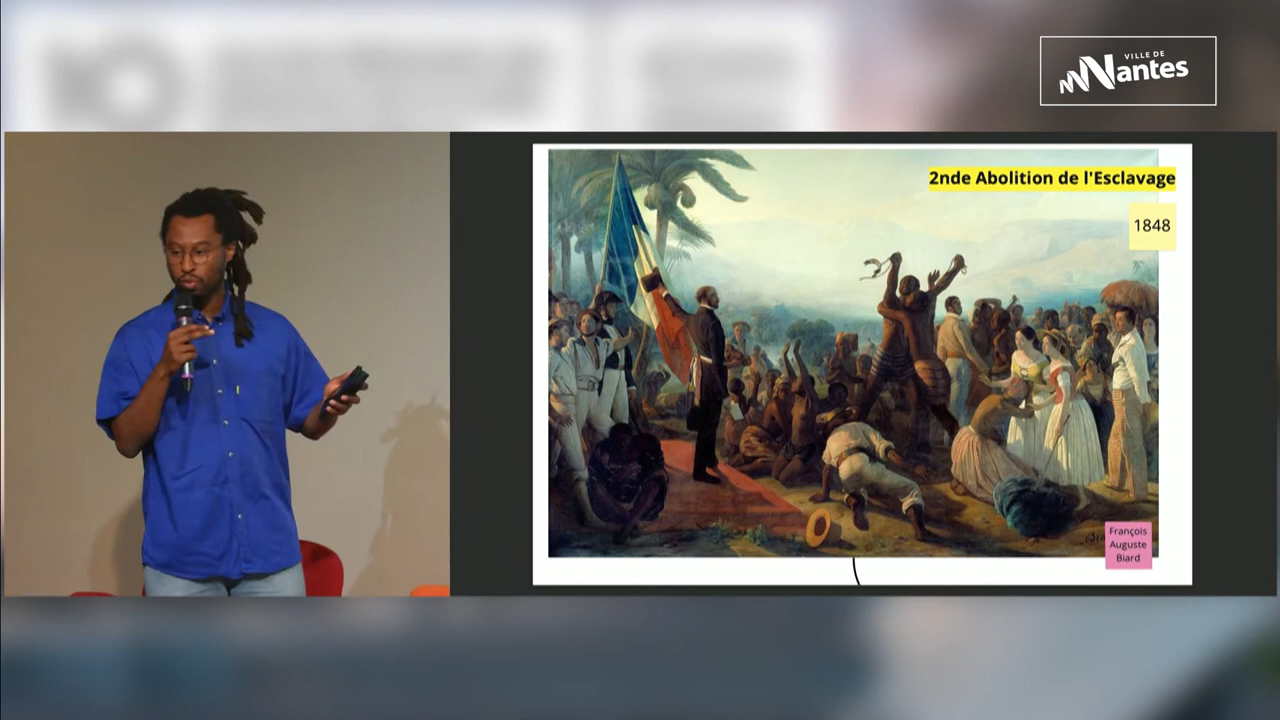 VILLE DE
Nantes
2nde Abolition de l'Esclavage
1848
François
Auguste
Biard